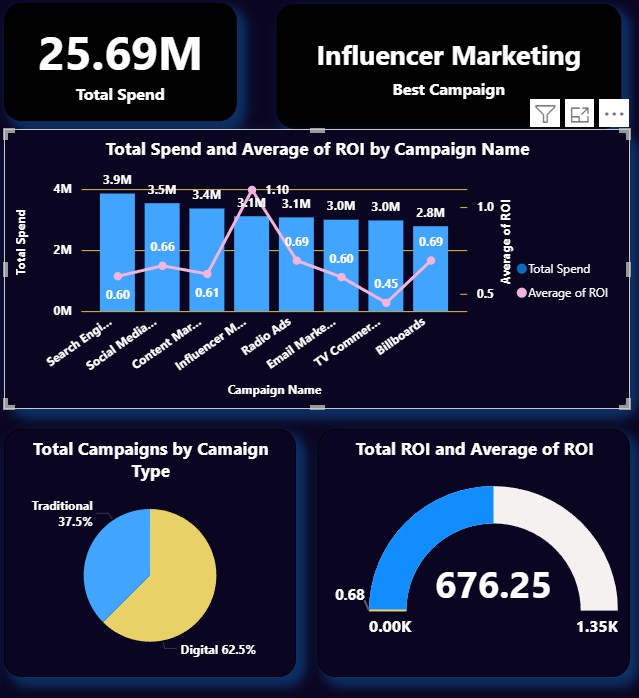 25.69M
Total Spend
Influencer Marketing
Best Campaign
Total Spend and Average of ROI by Campaign Name
Total Spend
4M
2M
0M
3.9M
3.5M
3.4M
3.1M
3.1M
3.0M
3.0M
2.8M
0.60
0.66
0.61
1.10
0.69
0.60
0.45
0.69
1.0
0.5
Average of ROI
Total Spend
Average of ROI
Search Engi...
Social Media...
Content Mar...
Influencer M...
Radio Ads
Email Marke...
TV Commer...
Billboards
Campaign Name
Total Campaigns by Camaign
Type
Traditional
37.5%
Digital 62.5%
Total ROI and Average of ROI
0.68
676.25
0.00K
1.35K